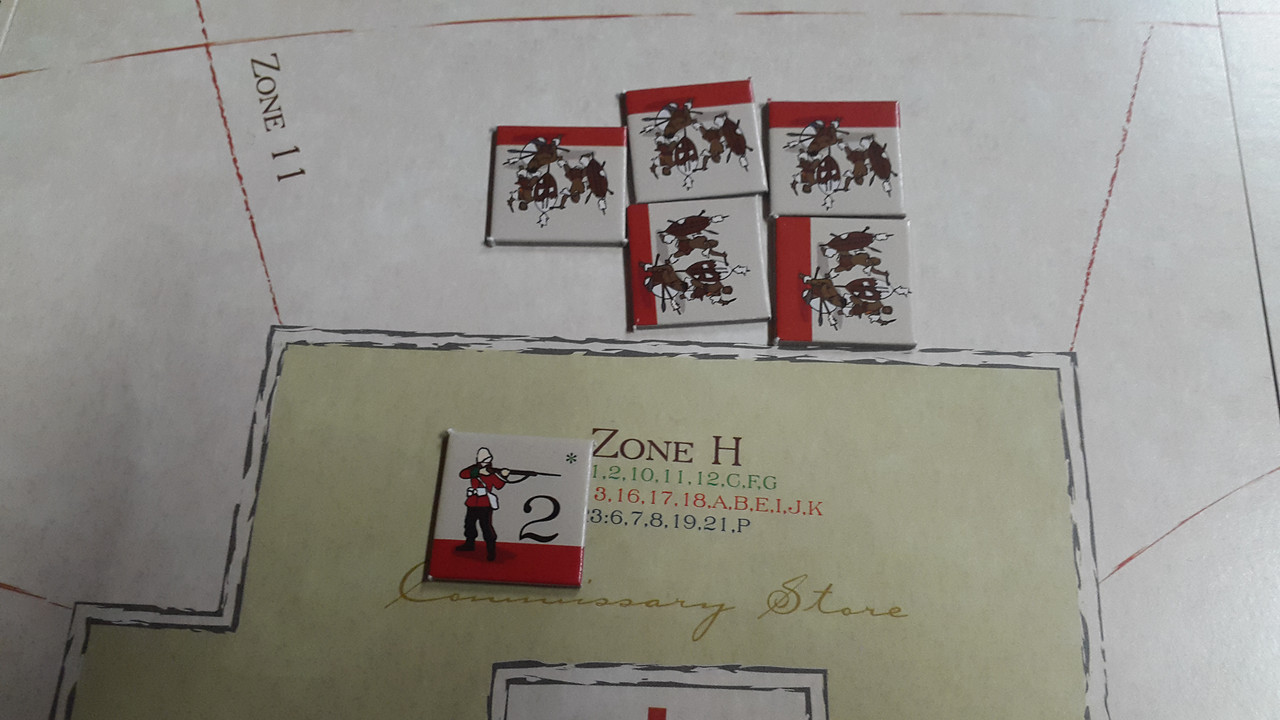 ZONE 11
ZONE H
1,2,10,11,12,C,F,G
3,16,17,18,A,B,E,I,J,K
3:6,7,8,19,21,P
* 2
Commissary Store